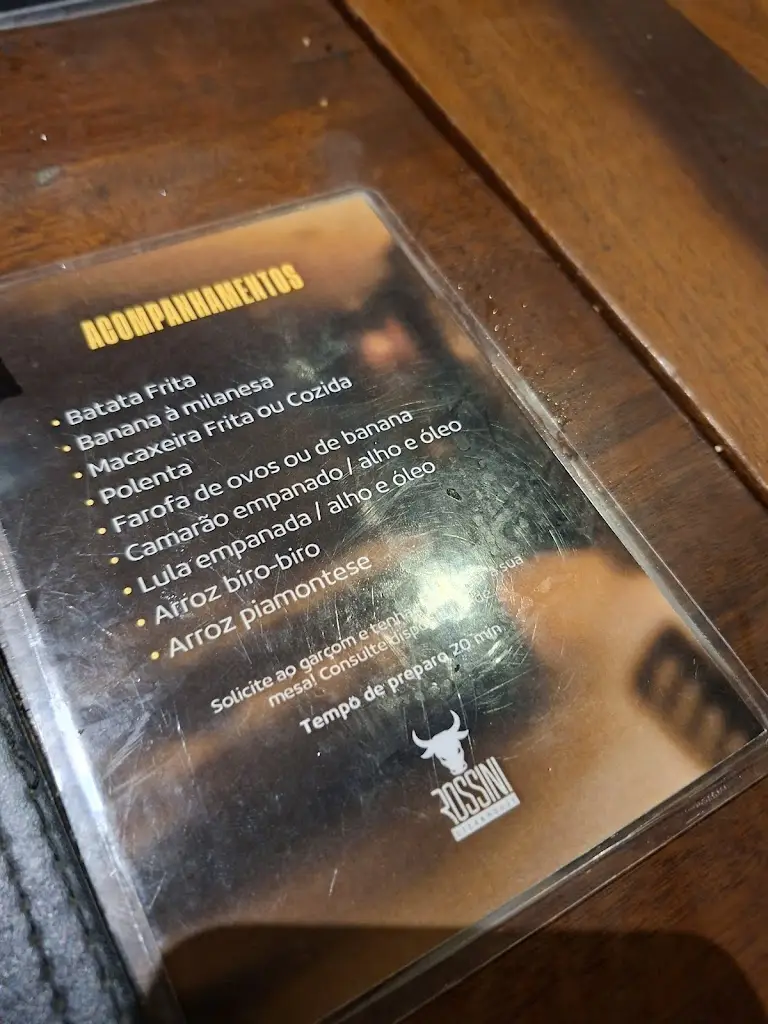 ACOMPANHAMENTOS
• Batata Frita
• Banana à milanesa
• Macaxeira Frita ou Cozida
• Polenta
• Farofa de ovos ou de banana
• Camarão empanado / alho e óleo
• Lula empanada / alho e óleo
• Arroz biro-biro
• Arroz piamontese
Solicite ao garçom e tenha sua
mesa! Consulte
Tempo de preparo 20 min.
ROSSINI
STEAKHOUSE